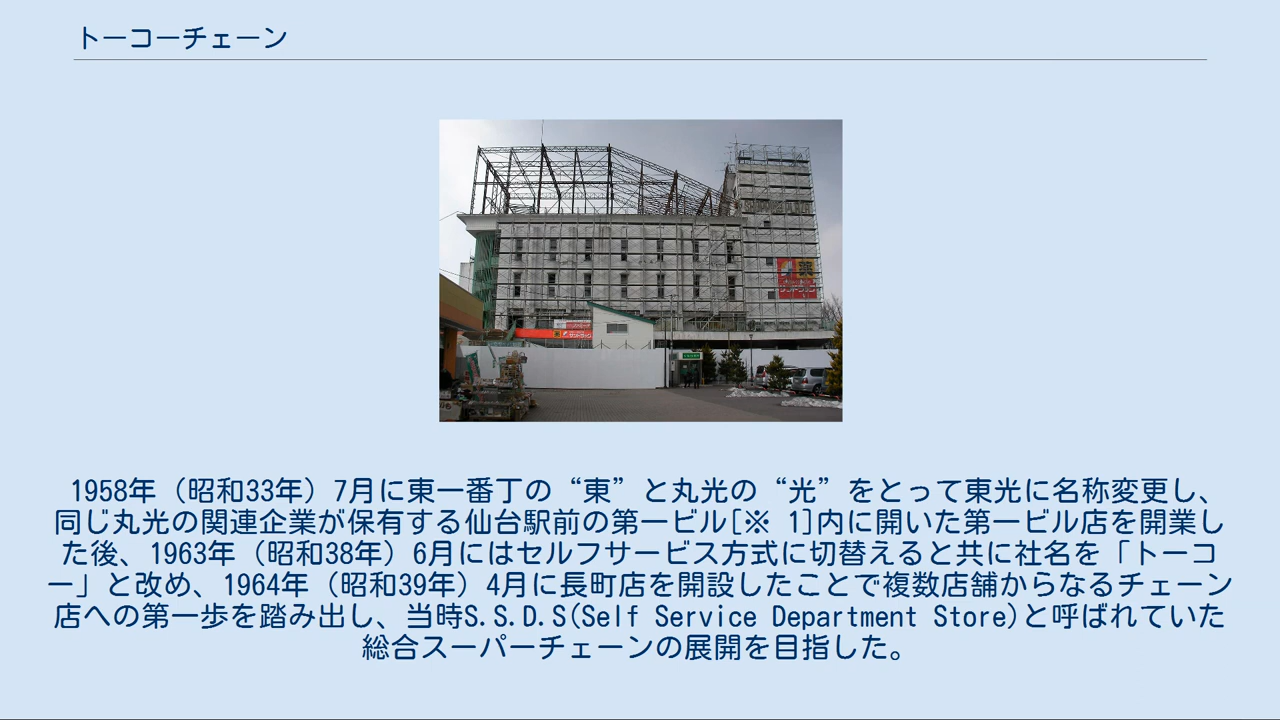 トーコーチェーン
薬
1958年（昭和33年）7月に東一番丁の“東”と丸光の“光”をとって東光に名称変更し、
同じ丸光の関連企業が保有する仙台駅前の第一ビル[※ 1]内に開いた第一ビル店を開業し
た後、1963年（昭和38年）6月にはセルフサービス方式に切替えると共に社名を「トーコ
ー」と改め、1964年（昭和39年）4月に長町店を開設したことで複数店舗からなるチェーン
店への第一歩を踏み出し、当時S.S.D.S(Self Service Department Store)と呼ばれていた
総合スーパーチェーンの展開を目指した。